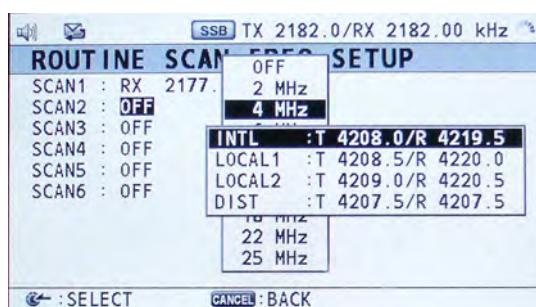 SSB TX 2182.0/RX 2182.00 kHz
ROUTINE SCAN FREQ SETUP
SCAN1 : RX 2177.
SCAN2 : OFF
SCAN3 : OFF
SCAN4 : OFF
SCAN5 : OFF
SCAN6 : OFF
OFF
2 MHz
4 MHz
INTL :T 4208.0/R 4219.5
LOCAL1 :T 4208.5/R 4220.0
LOCAL2 :T 4209.0/R 4220.5
DIST :T 4207.5/R 4207.5
22 MHz
25 MHz
:SELECT
CANCEL :BACK